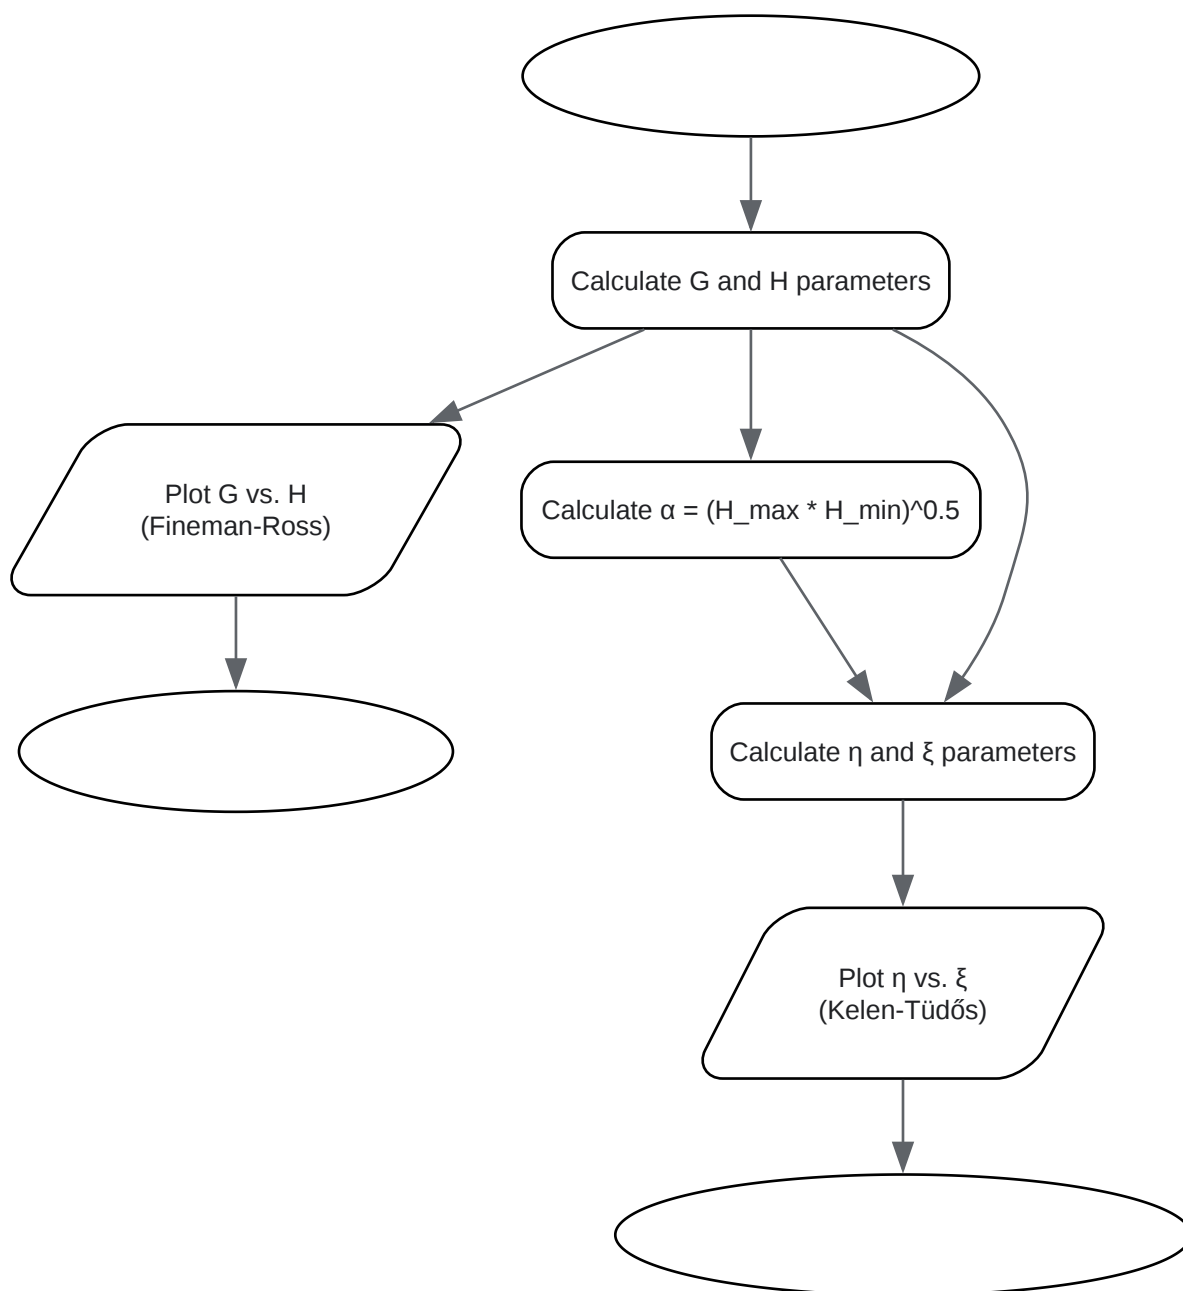 Calculate G and H parameters
Plot G vs. H
(Fineman-Ross)
Calculate α = (H_max * H_min)^0.5
Calculate η and ξ parameters
Plot η vs. ξ
(Kelen-Tüdős)